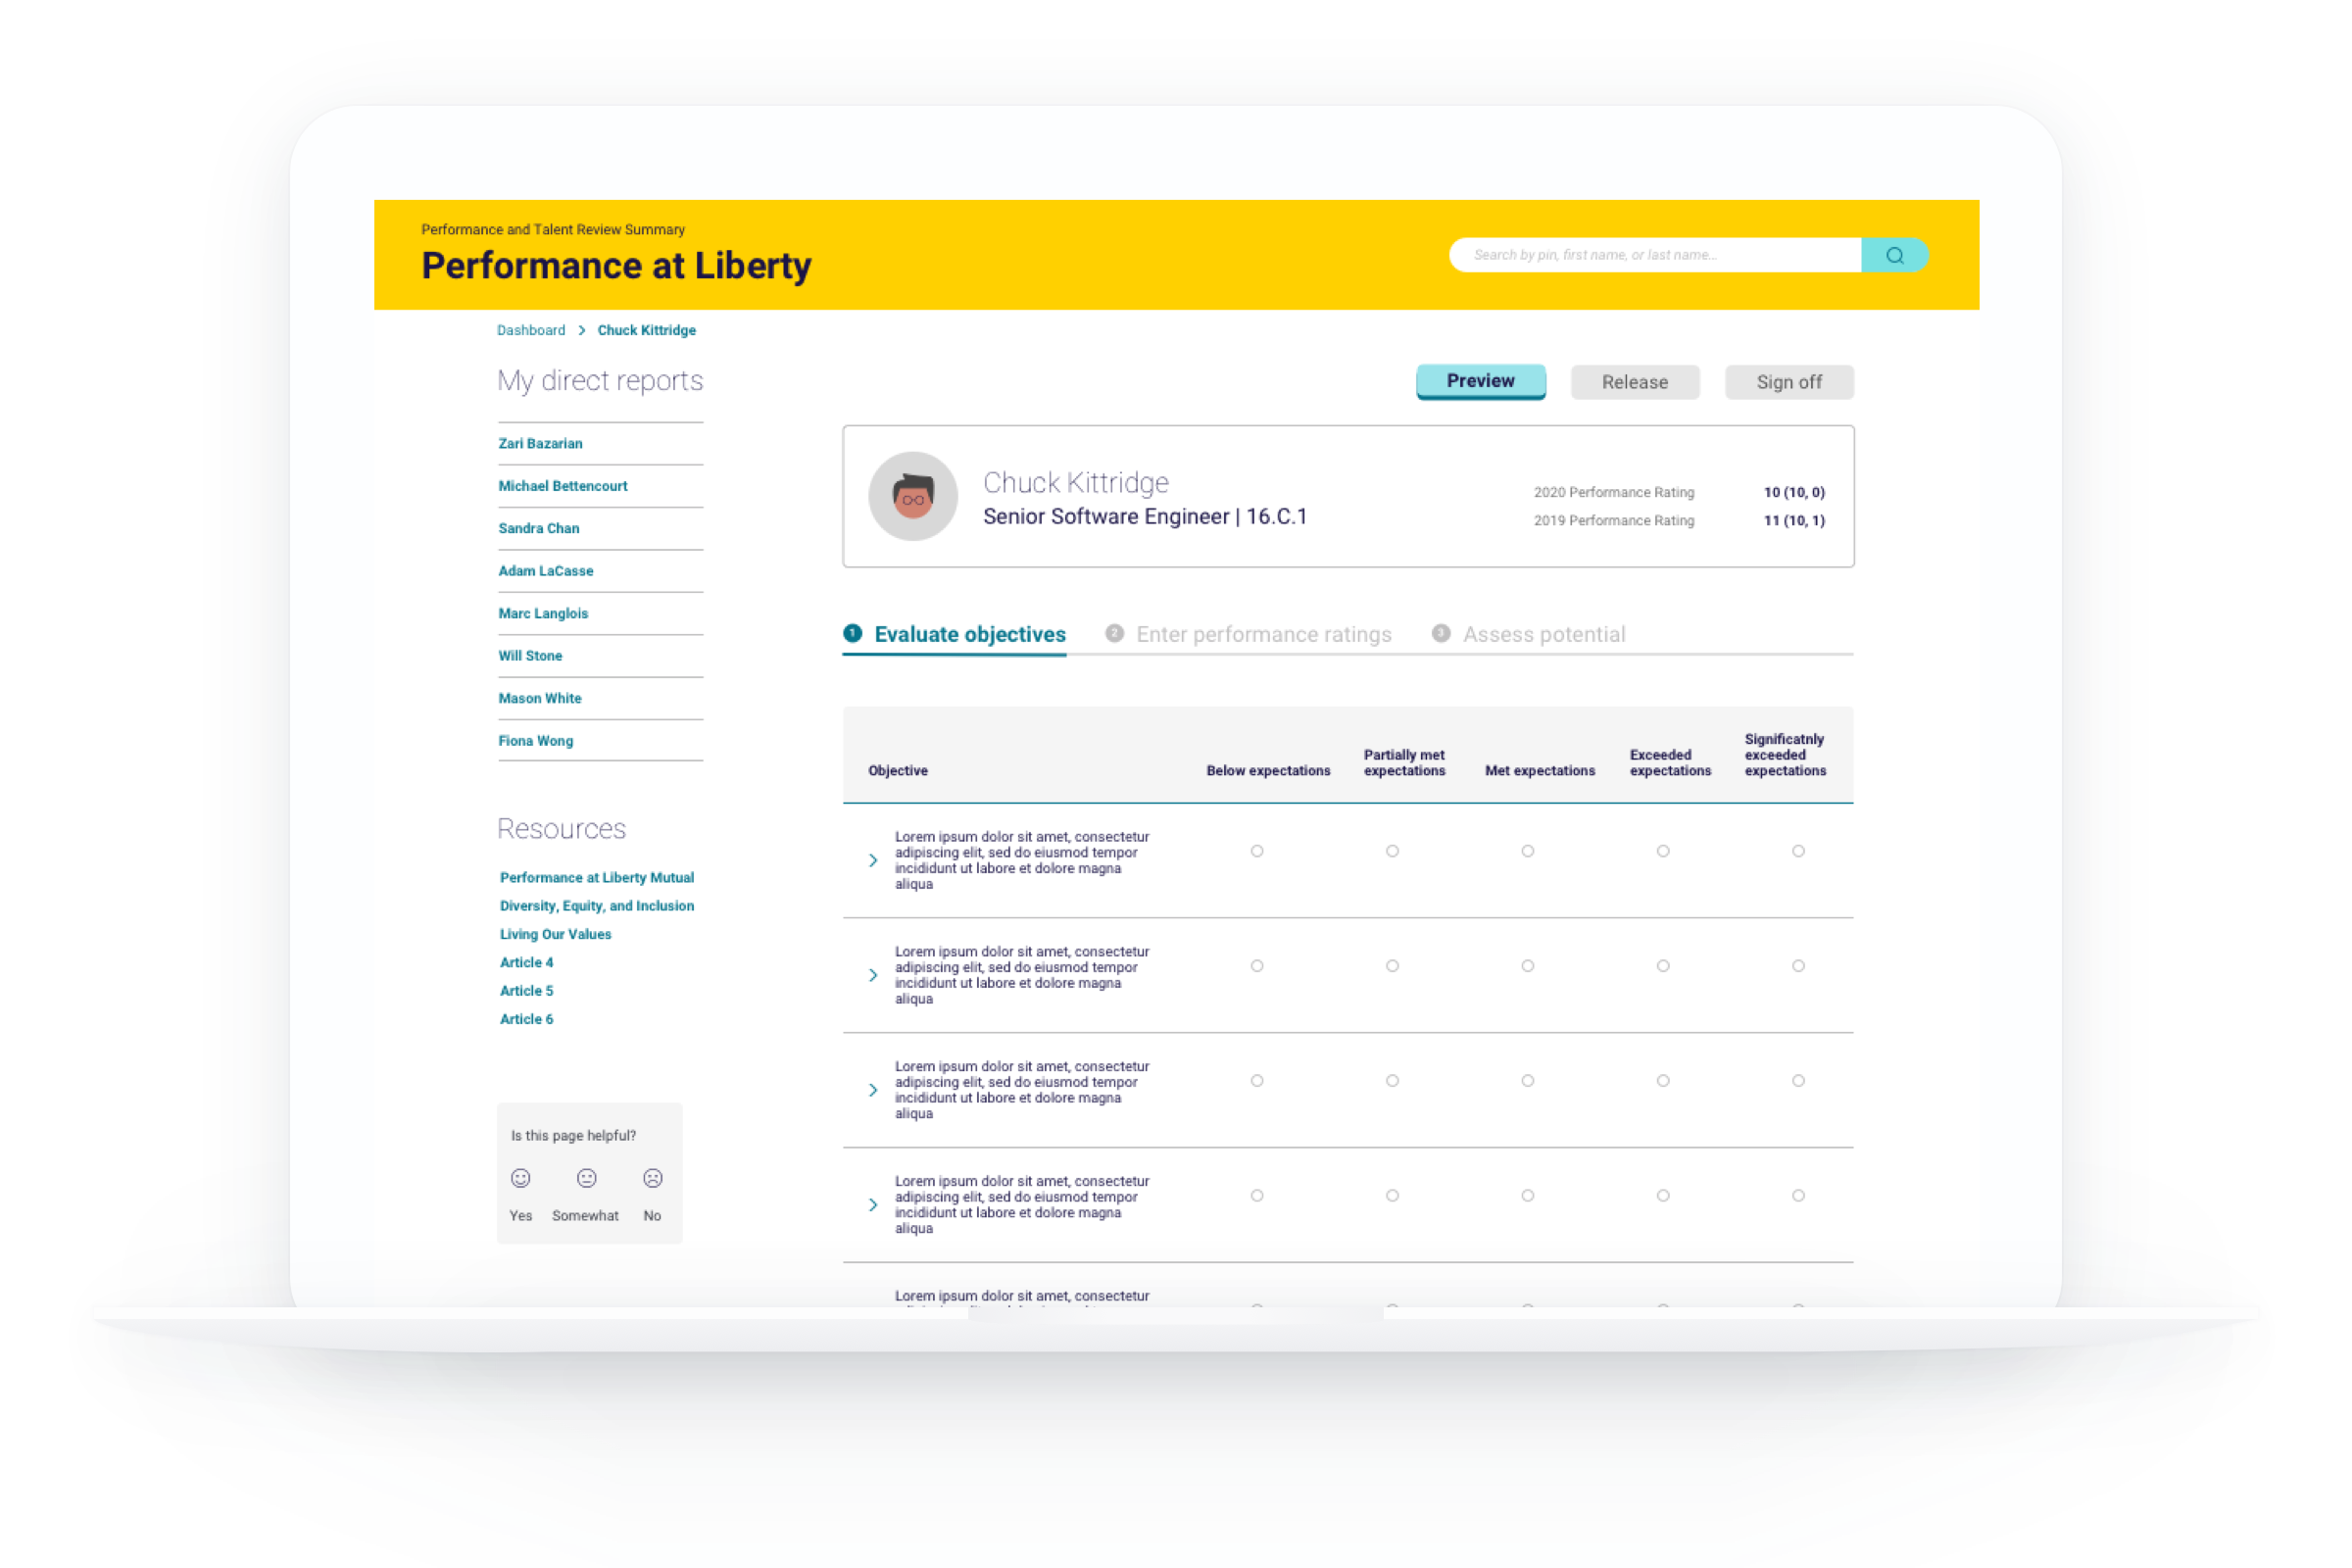 Performance and Talent Review Summary
Performance at Liberty
Search by pin, first name, or last name...
Dashboard > Chuck Kittridge
My direct reports
Zari Bazarian
Michael Bettencourt
Sandra Chan
Adam LaCasse
Marc Langlois
Will Stone
Mason White
Fiona Wong
Resources
Performance at Liberty Mutual
Diversity, Equity, and Inclusion
Living Our Values
Article 4
Article 5
Article 6
Is this page helpful?
Yes Somewhat No
Preview Release Sign off
Chuck Kittridge
Senior Software Engineer | 16.C.1
2020 Performance Rating 10 (10, 0)
2019 Performance Rating 11 (10, 1)
1 Evaluate objectives 2 Enter performance ratings 3 Assess potential
Objective
Below expectations
Partially met
expectations
Met expectations
Exceeded
expectations
Significatnly
exceeded
expectations
Lorem ipsum dolor sit amet, consectetur
adipiscing elit, sed do eiusmod tempor
incididunt ut labore et dolore magna
aliqua
Lorem ipsum dolor sit amet, consectetur
adipiscing elit, sed do eiusmod tempor
incididunt ut labore et dolore magna
aliqua
Lorem ipsum dolor sit amet, consectetur
adipiscing elit, sed do eiusmod tempor
incididunt ut labore et dolore magna
aliqua
Lorem ipsum dolor sit amet, consectetur
adipiscing elit, sed do eiusmod tempor
incididunt ut labore et dolore magna
aliqua
Lorem ipsum dolor sit amet, consectetur